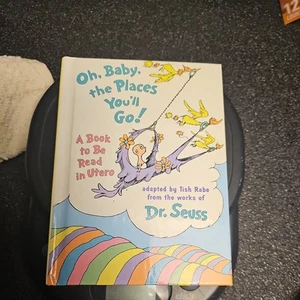 Oh, Baby,
the Places
You'll
Go!
A Book
to Be
Read
in Utero
adapted by Tish Rabe
from the works of
Dr. Seuss
12